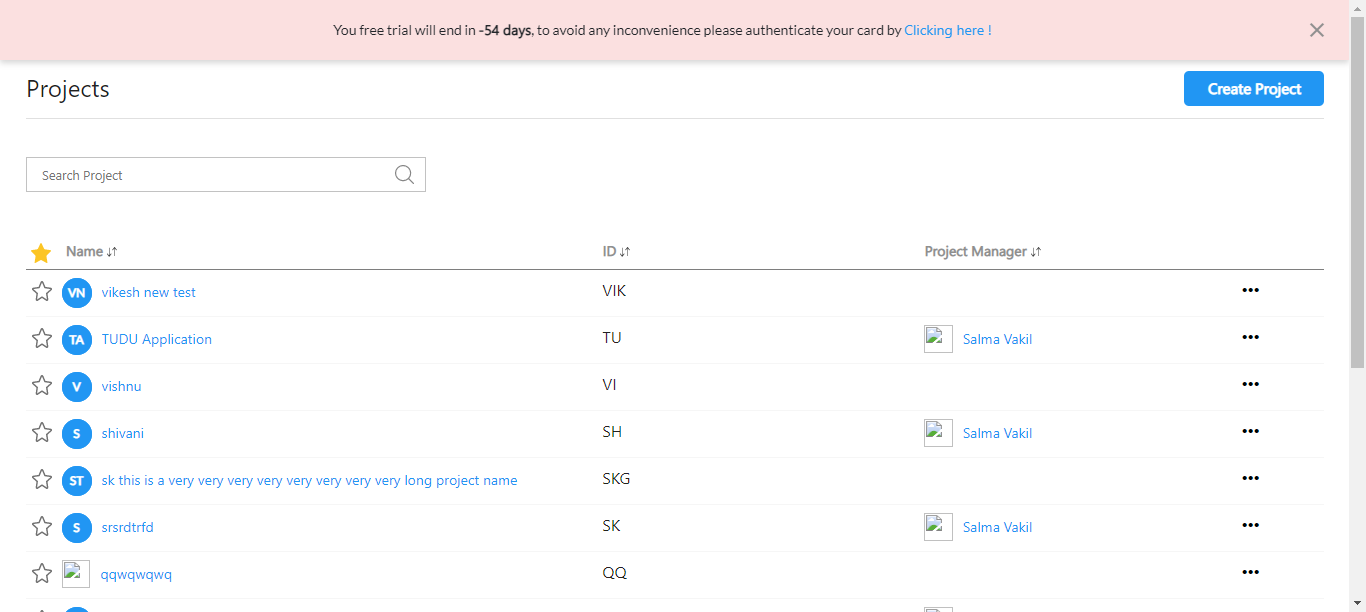 You free trial will end in -54 days, to avoid any inconvenience please authenticate your card by Clicking here !
Projects
Create Project
Search Project
Name ID Project Manager
VN vikesh new test VIK
TA TUDU Application TU Salma Vakil
V vishnu VI
S shivani SH Salma Vakil
ST sk this is a very very very very very very very very long project name SKG
S srsrdtrfd SK Salma Vakil
qqwqwqwq QQ